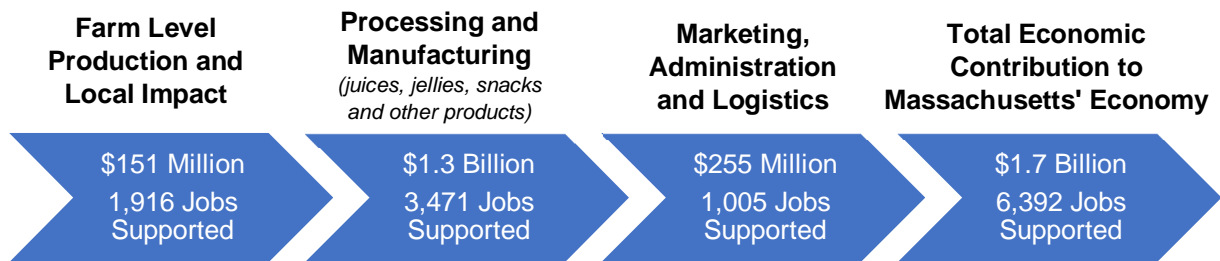 Farm Level
Production and
Local Impact
$151 Million
1,916 Jobs
Supported
Processing and
Manufacturing
(juices, jellies, snacks
and other products)
$1.3 Billion
3,471 Jobs
Supported
Marketing,
Administration
and Logistics
$255 Million
1,005 Jobs
Supported
Total Economic
Contribution to
Massachusetts' Economy
$1.7 Billion
6,392 Jobs
Supported